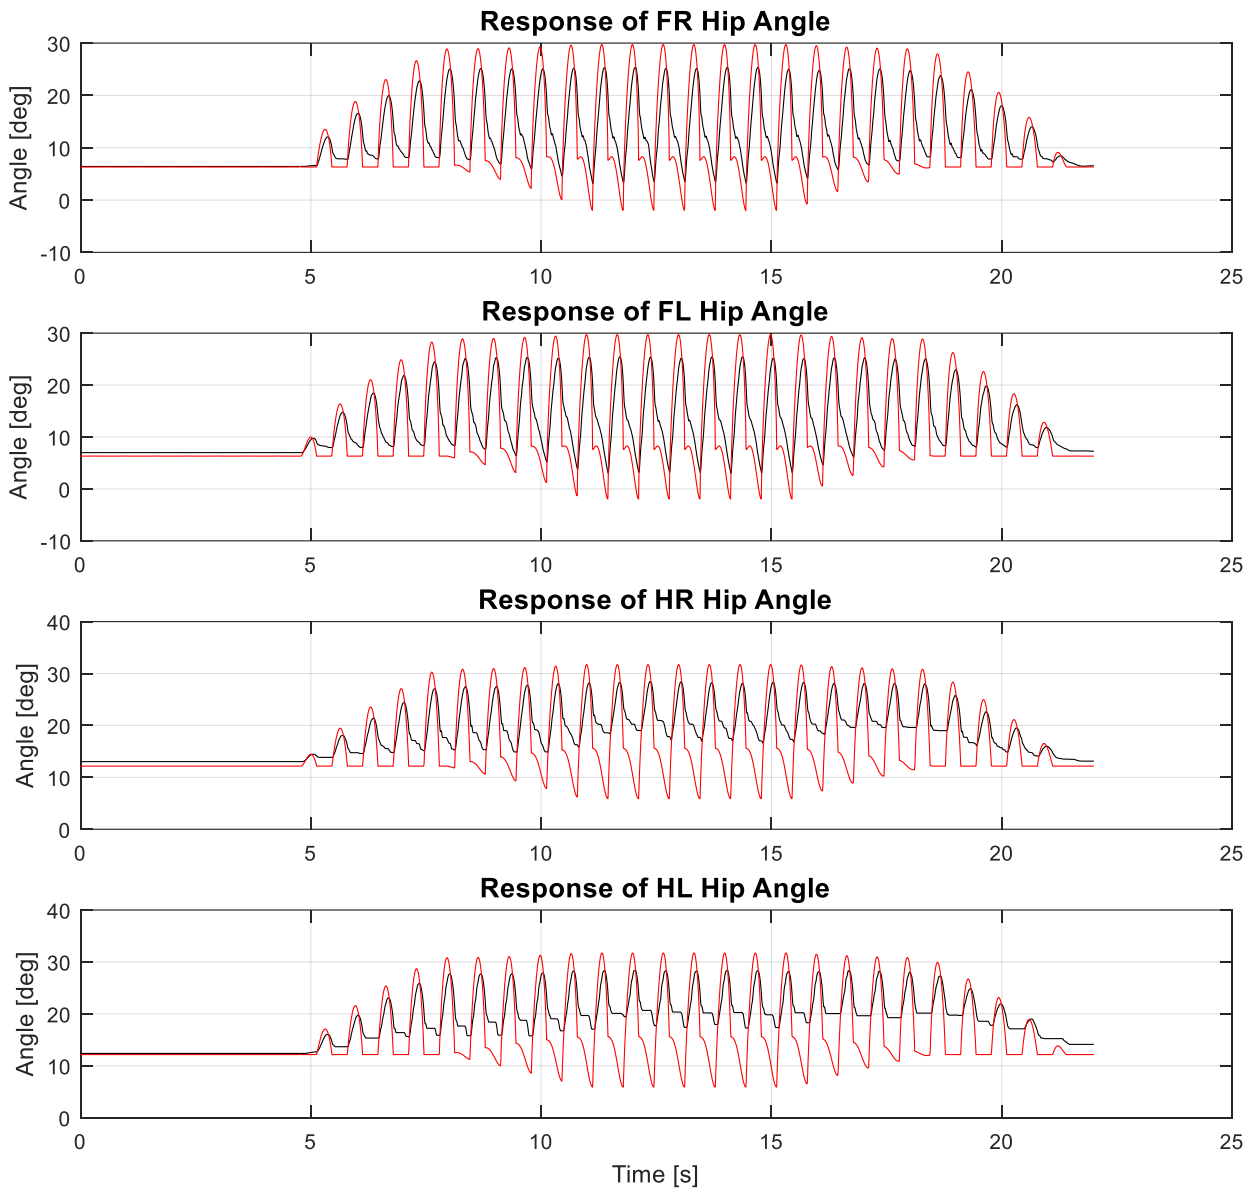 Response of FR Hip Angle
30
20
10
0
-10
Angle [deg]
0 5 10 15 20 25
Response of FL Hip Angle
30
20
10
0
-10
Angle [deg]
0 5 10 15 20 25
Response of HR Hip Angle
40
30
20
10
0
Angle [deg]
0 5 10 15 20 25
Response of HL Hip Angle
40
30
20
10
0
Angle [deg]
0 5 10 15 20 25
Time [s]